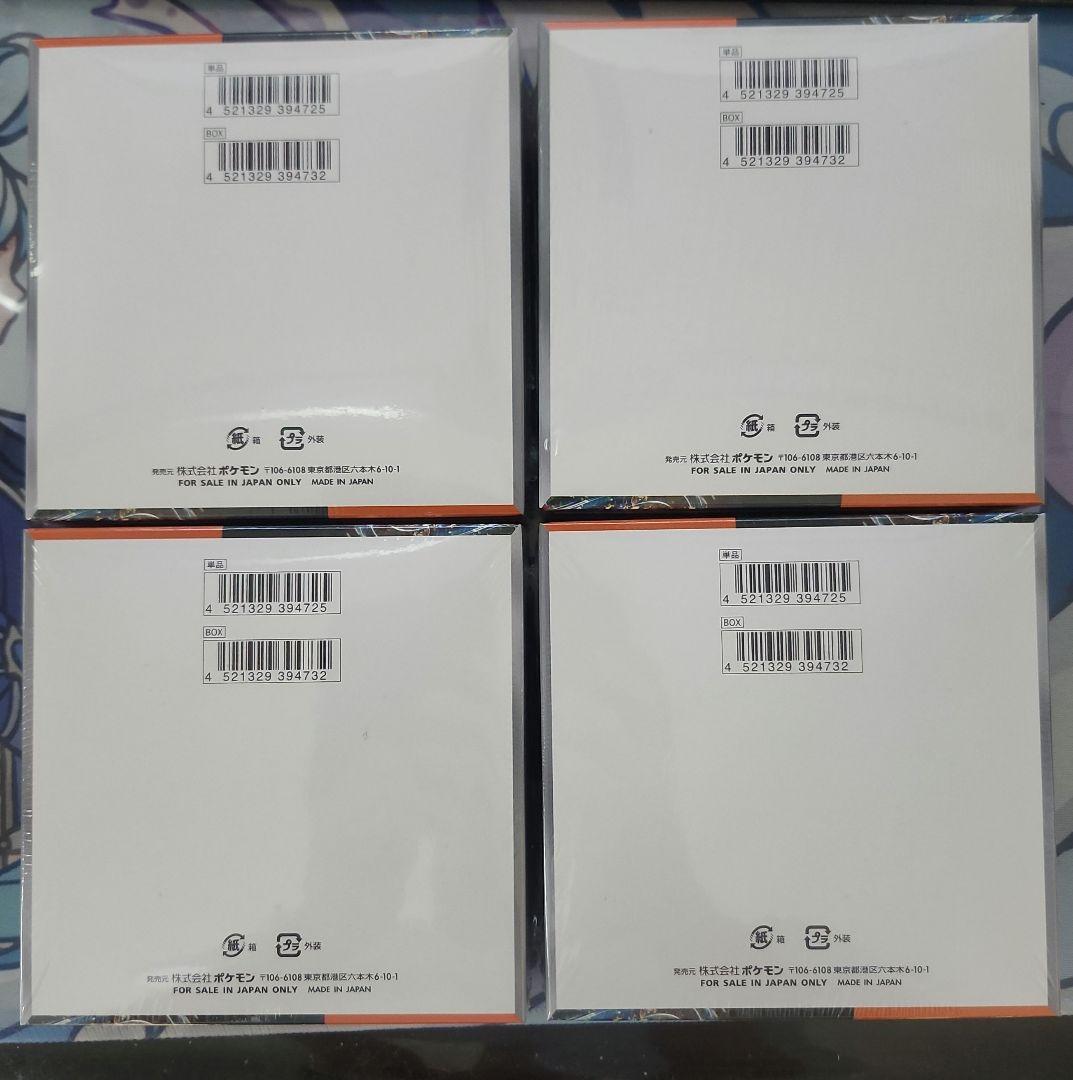 単品
4 521329 394725
BOX
4 521329 394732
紙 箱 プラ 外装
発売元 株式会社 ポケモン 〒106-6108 東京都港区六本木6-10-1
FOR SALE IN JAPAN ONLY MADE IN JAPAN
単品
4 521329 394725
BOX
4 521329 394732
紙 箱 プラ 外装
発売元 株式会社 ポケモン 〒106-6108 東京都港区六本木6-10-1
FOR SALE IN JAPAN ONLY MADE IN JAPAN
単品
4 521329 394725
BOX
4 521329 394732
紙 箱 プラ 外装
発売元 株式会社 ポケモン 〒106-6108 東京都港区六本木6-10-1
FOR SALE IN JAPAN ONLY MADE IN JAPAN
単品
4 521329 394725
BOX
4 521329 394732
紙 箱 プラ 外装
発売元 株式会社 ポケモン 〒106-6108 東京都港区六本木6-10-1
FOR SALE IN JAPAN ONLY MADE IN JAPAN